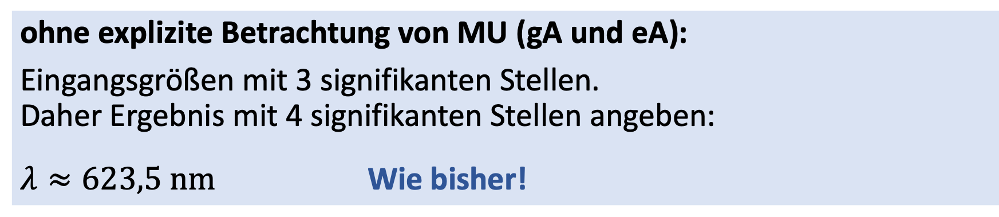 ohne explizite Betrachtung von MU (gA und eA):
Eingangsgrößen mit 3 signifikanten Stellen.
Daher Ergebnis mit 4 signifikanten Stellen angeben:
λ ≈ 623,5 nm Wie bisher!